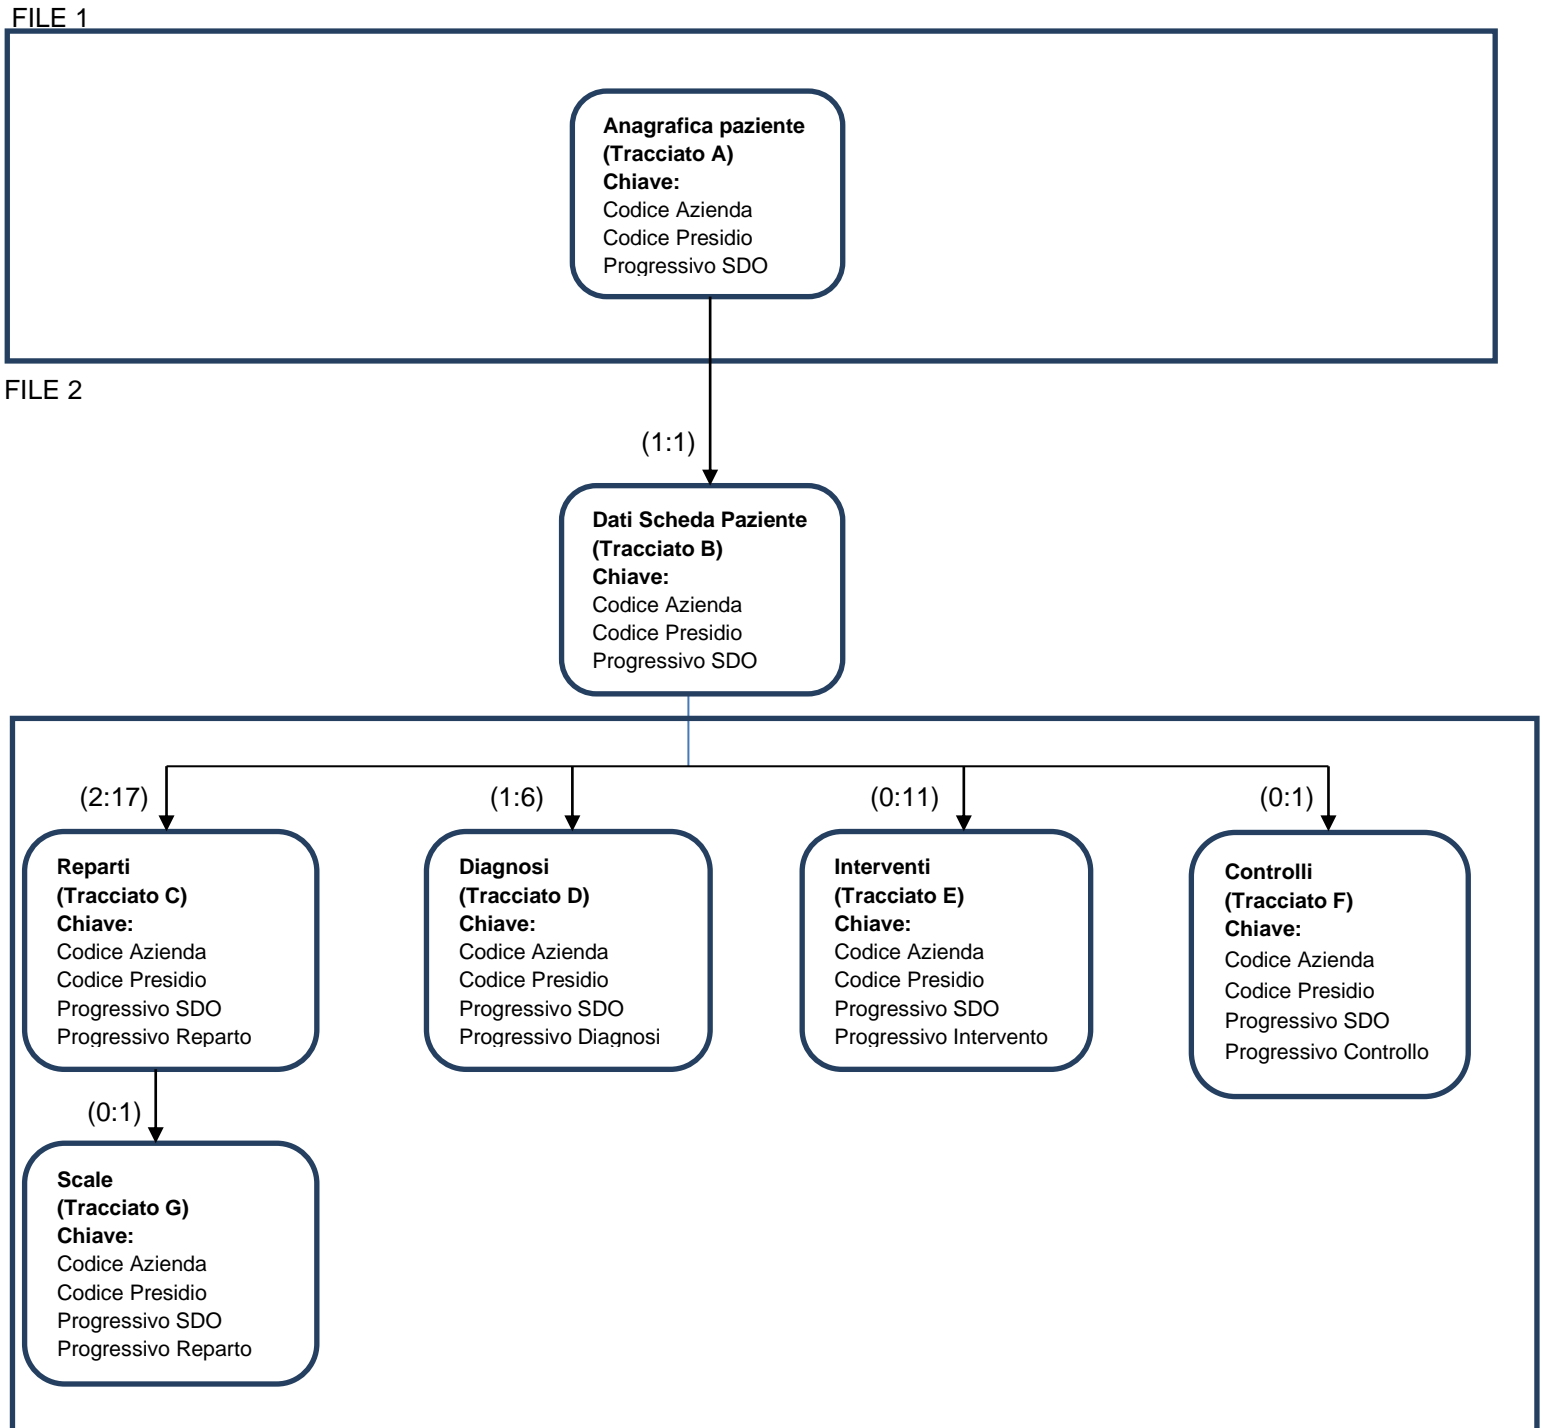 FILE 1
Anagrafica paziente
(Tracciato A)
Chiave:
Codice Azienda
Codice Presidio
Progressivo SDO
FILE 2
(1:1)
Dati Scheda Paziente
(Tracciato B)
Chiave:
Codice Azienda
Codice Presidio
Progressivo SDO
(2:17)
Reparti
(Tracciato C)
Chiave:
Codice Azienda
Codice Presidio
Progressivo SDO
Progressivo Reparto
(1:6)
Diagnosi
(Tracciato D)
Chiave:
Codice Azienda
Codice Presidio
Progressivo SDO
Progressivo Diagnosi
(0:11)
Interventi
(Tracciato E)
Chiave:
Codice Azienda
Codice Presidio
Progressivo SDO
Progressivo Intervento
(0:1)
Controlli
(Tracciato F)
Chiave:
Codice Azienda
Codice Presidio
Progressivo SDO
Progressivo Controllo
(0:1)
Scale
(Tracciato G)
Chiave:
Codice Azienda
Codice Presidio
Progressivo SDO
Progressivo Reparto